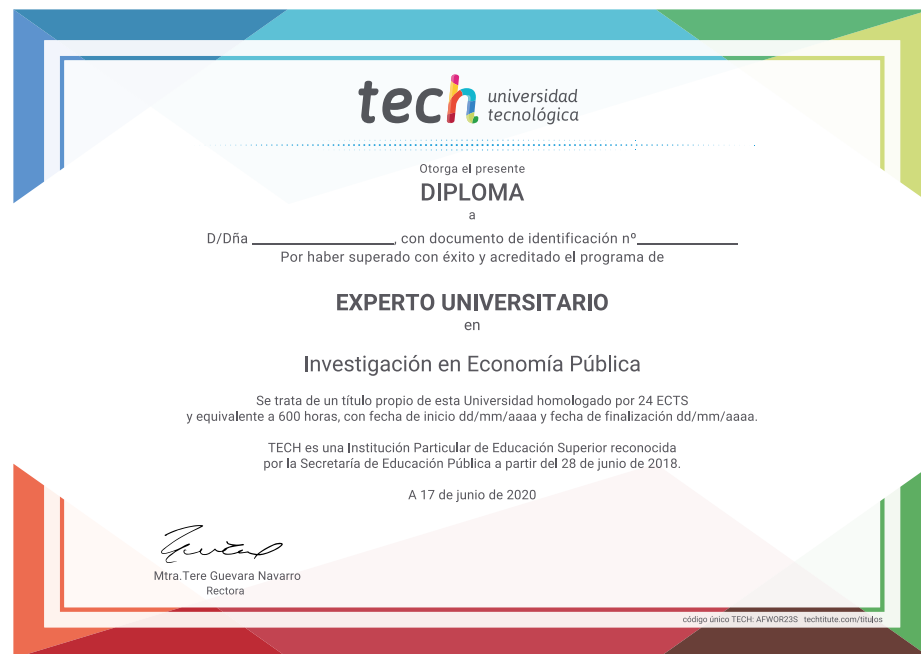 tech universidad
tecnológica
Otorga el presente
DIPLOMA
a
D/Dña ________________, con documento de identificación nº____________
Por haber superado con éxito y acreditado el programa de
EXPERTO UNIVERSITARIO
en
Investigación en Economía Pública
Se trata de un título propio de esta Universidad homologado por 24 ECTS
y equivalente a 600 horas, con fecha de inicio dd/mm/aaaa y fecha de finalización dd/mm/aaaa.
TECH es una Institución Particular de Educación Superior reconocida
por la Secretaría de Educación Pública a partir del 28 de junio de 2018.
A 17 de junio de 2020
Mtra.Tere Guevara Navarro
Rectora
código único TECH: AFWOR23S techtitute.com/titulos